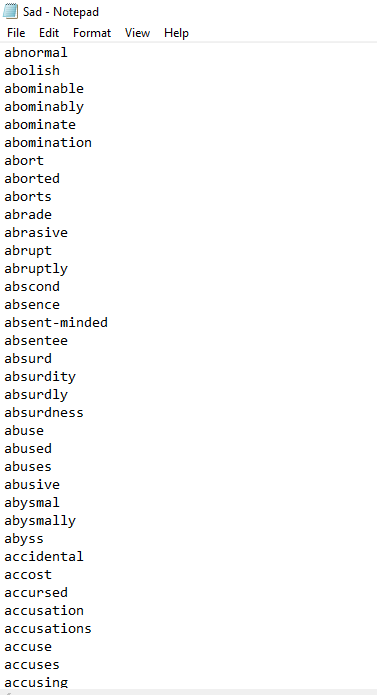 Sad - Notepad
File Edit Format View Help
abnormal
abolish
abominable
abominably
abominate
abomination
abort
aborted
aborts
abrade
abrasive
abrupt
abruptly
abscond
absence
absent-minded
absentee
absurd
absurdity
absurdly
absurdness
abuse
abused
abuses
abusive
abysmal
abysmally
abyss
accidental
accost
accursed
accusation
accusations
accuse
accuses
accusing